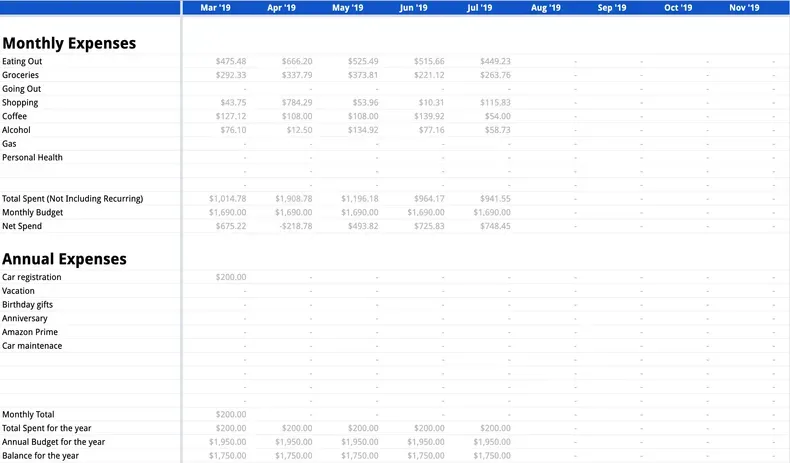 Mar '19 Apr '19 May '19 Jun '19 Jul '19 Aug '19 Sep '19 Oct '19 Nov '19
Monthly Expenses
Eating Out $475.48 $666.20 $525.49 $515.66 $449.23 - - - -
Groceries $292.33 $337.79 $373.81 $221.12 $263.76 - - - -
Going Out - - - - - - - - -
Shopping $43.75 $784.29 $53.96 $10.31 $115.83 - - - -
Coffee $127.12 $108.00 $108.00 $139.92 $54.00 - - - -
Alcohol $76.10 $12.50 $134.92 $77.16 $58.73 - - - -
Gas - - - - - - - - -
Personal Health - - - - - - - - -
- - - - - - - - -
- - - - - - - - -
Total Spent (Not Including Recurring) $1,014.78 $1,908.78 $1,196.18 $964.17 $941.55 - - - -
Monthly Budget $1,690.00 $1,690.00 $1,690.00 $1,690.00 $1,690.00 - - - -
Net Spend $675.22 -$218.78 $493.82 $725.83 $748.45 - - - -
Annual Expenses
Car registration $200.00 - - - - - - - -
Vacation - - - - - - - - -
Birthday gifts - - - - - - - - -
Anniversary - - - - - - - - -
Amazon Prime - - - - - - - - -
Car maintenace - - - - - - - - -
- - - - - - - - -
- - - - - - - - -
- - - - - - - - -
- - - - - - - - -
Monthly Total $200.00 - - - - - - - -
Total Spent for the year $200.00 $200.00 $200.00 $200.00 $200.00 - - - -
Annual Budget for the year $1,950.00 $1,950.00 $1,950.00 $1,950.00 $1,950.00 - - - -
Balance for the year $1,750.00 $1,750.00 $1,750.00 $1,750.00 $1,750.00 - - - -